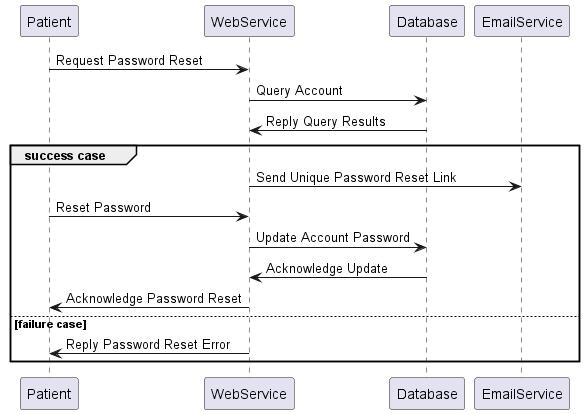 Patient WebService Database EmailService
Request Password Reset
Query Account
Reply Query Results
success case
Send Unique Password Reset Link
Reset Password
Update Account Password
Acknowledge Update
Acknowledge Password Reset
[failure case]
Reply Password Reset Error
Patient WebService Database EmailService